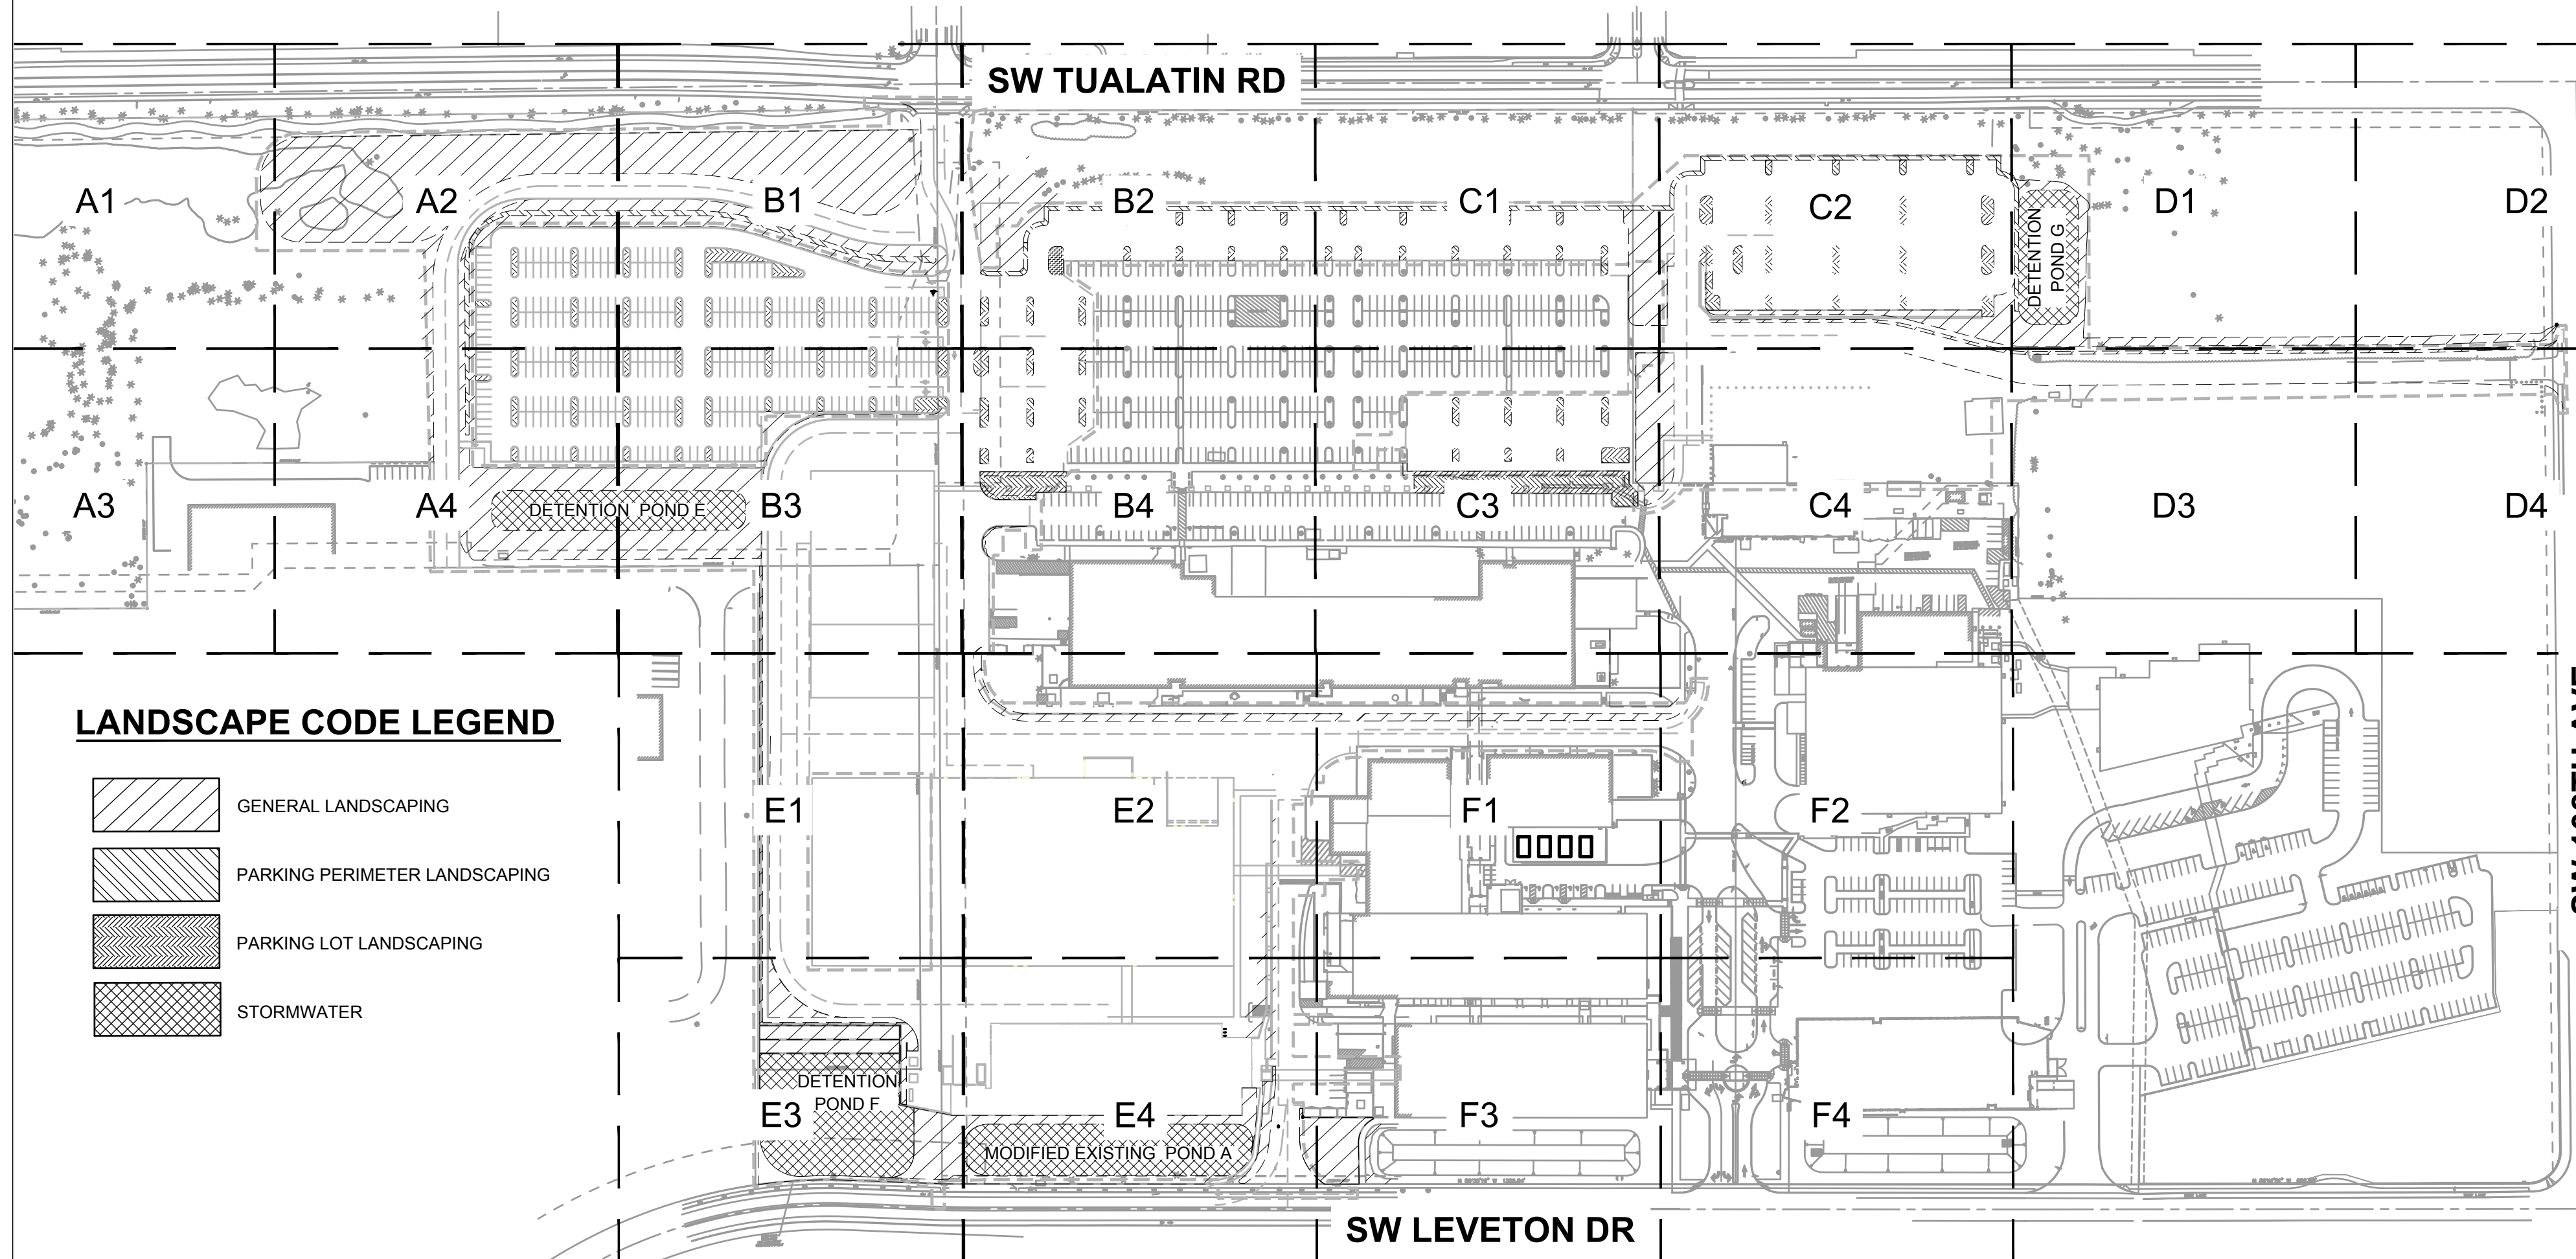 SW TUALATIN RD
A1
A2
B1
B2
C1
C2
D1
D2
DETENTION
POND G
A3
A4
DETENTION POND E
B3
B4
C3
C4
D3
D4
LANDSCAPE CODE LEGEND
GENERAL LANDSCAPING
PARKING PERIMETER LANDSCAPING
PARKING LOT LANDSCAPING
STORMWATER
E1
E2
F1
F2
DETENTION
POND F
E3
E4
MODIFIED EXISTING POND A
F3
F4
SW LEVETON DR